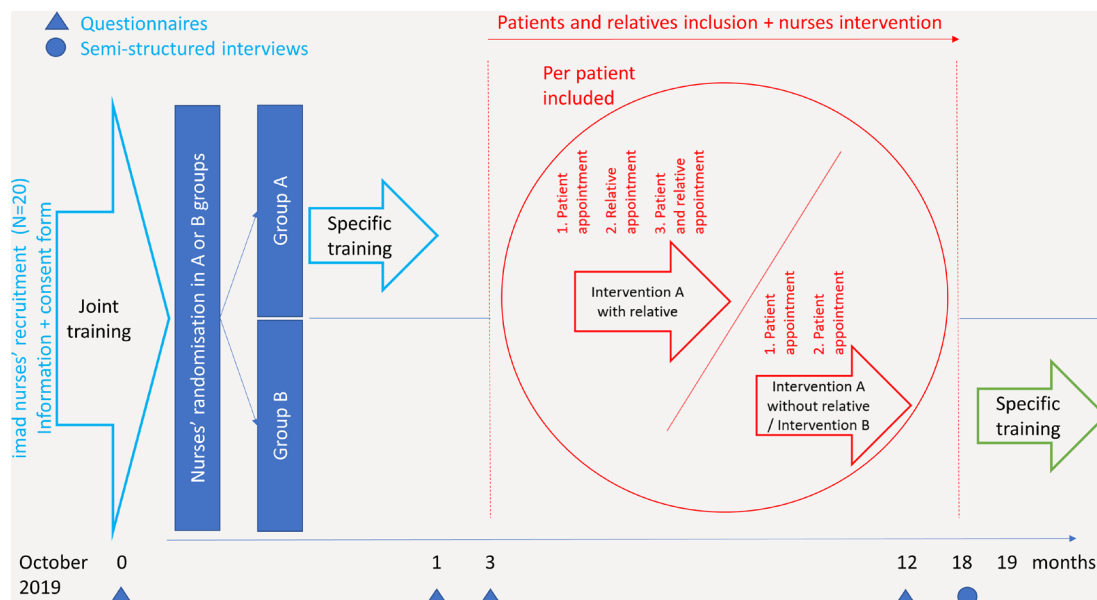 Questionnaires
Semi-structured interviews
Patients and relatives inclusion + nurses intervention
imad nurses' recruitment (N=20)
Information + consent form
Joint
training
Nurses' randomisation in A or B groups
Group A
Group B
Specific
training
Per patient
included
1. Patient
appointment
2. Relative
appointment
3. Patient
and relative
appointment
Intervention A
with relative
1. Patient
appointment
2. Patient
appointment
Intervention A
without relative
/ Intervention B
Specific
training
October
2019
0
1
3
12
18
19
months